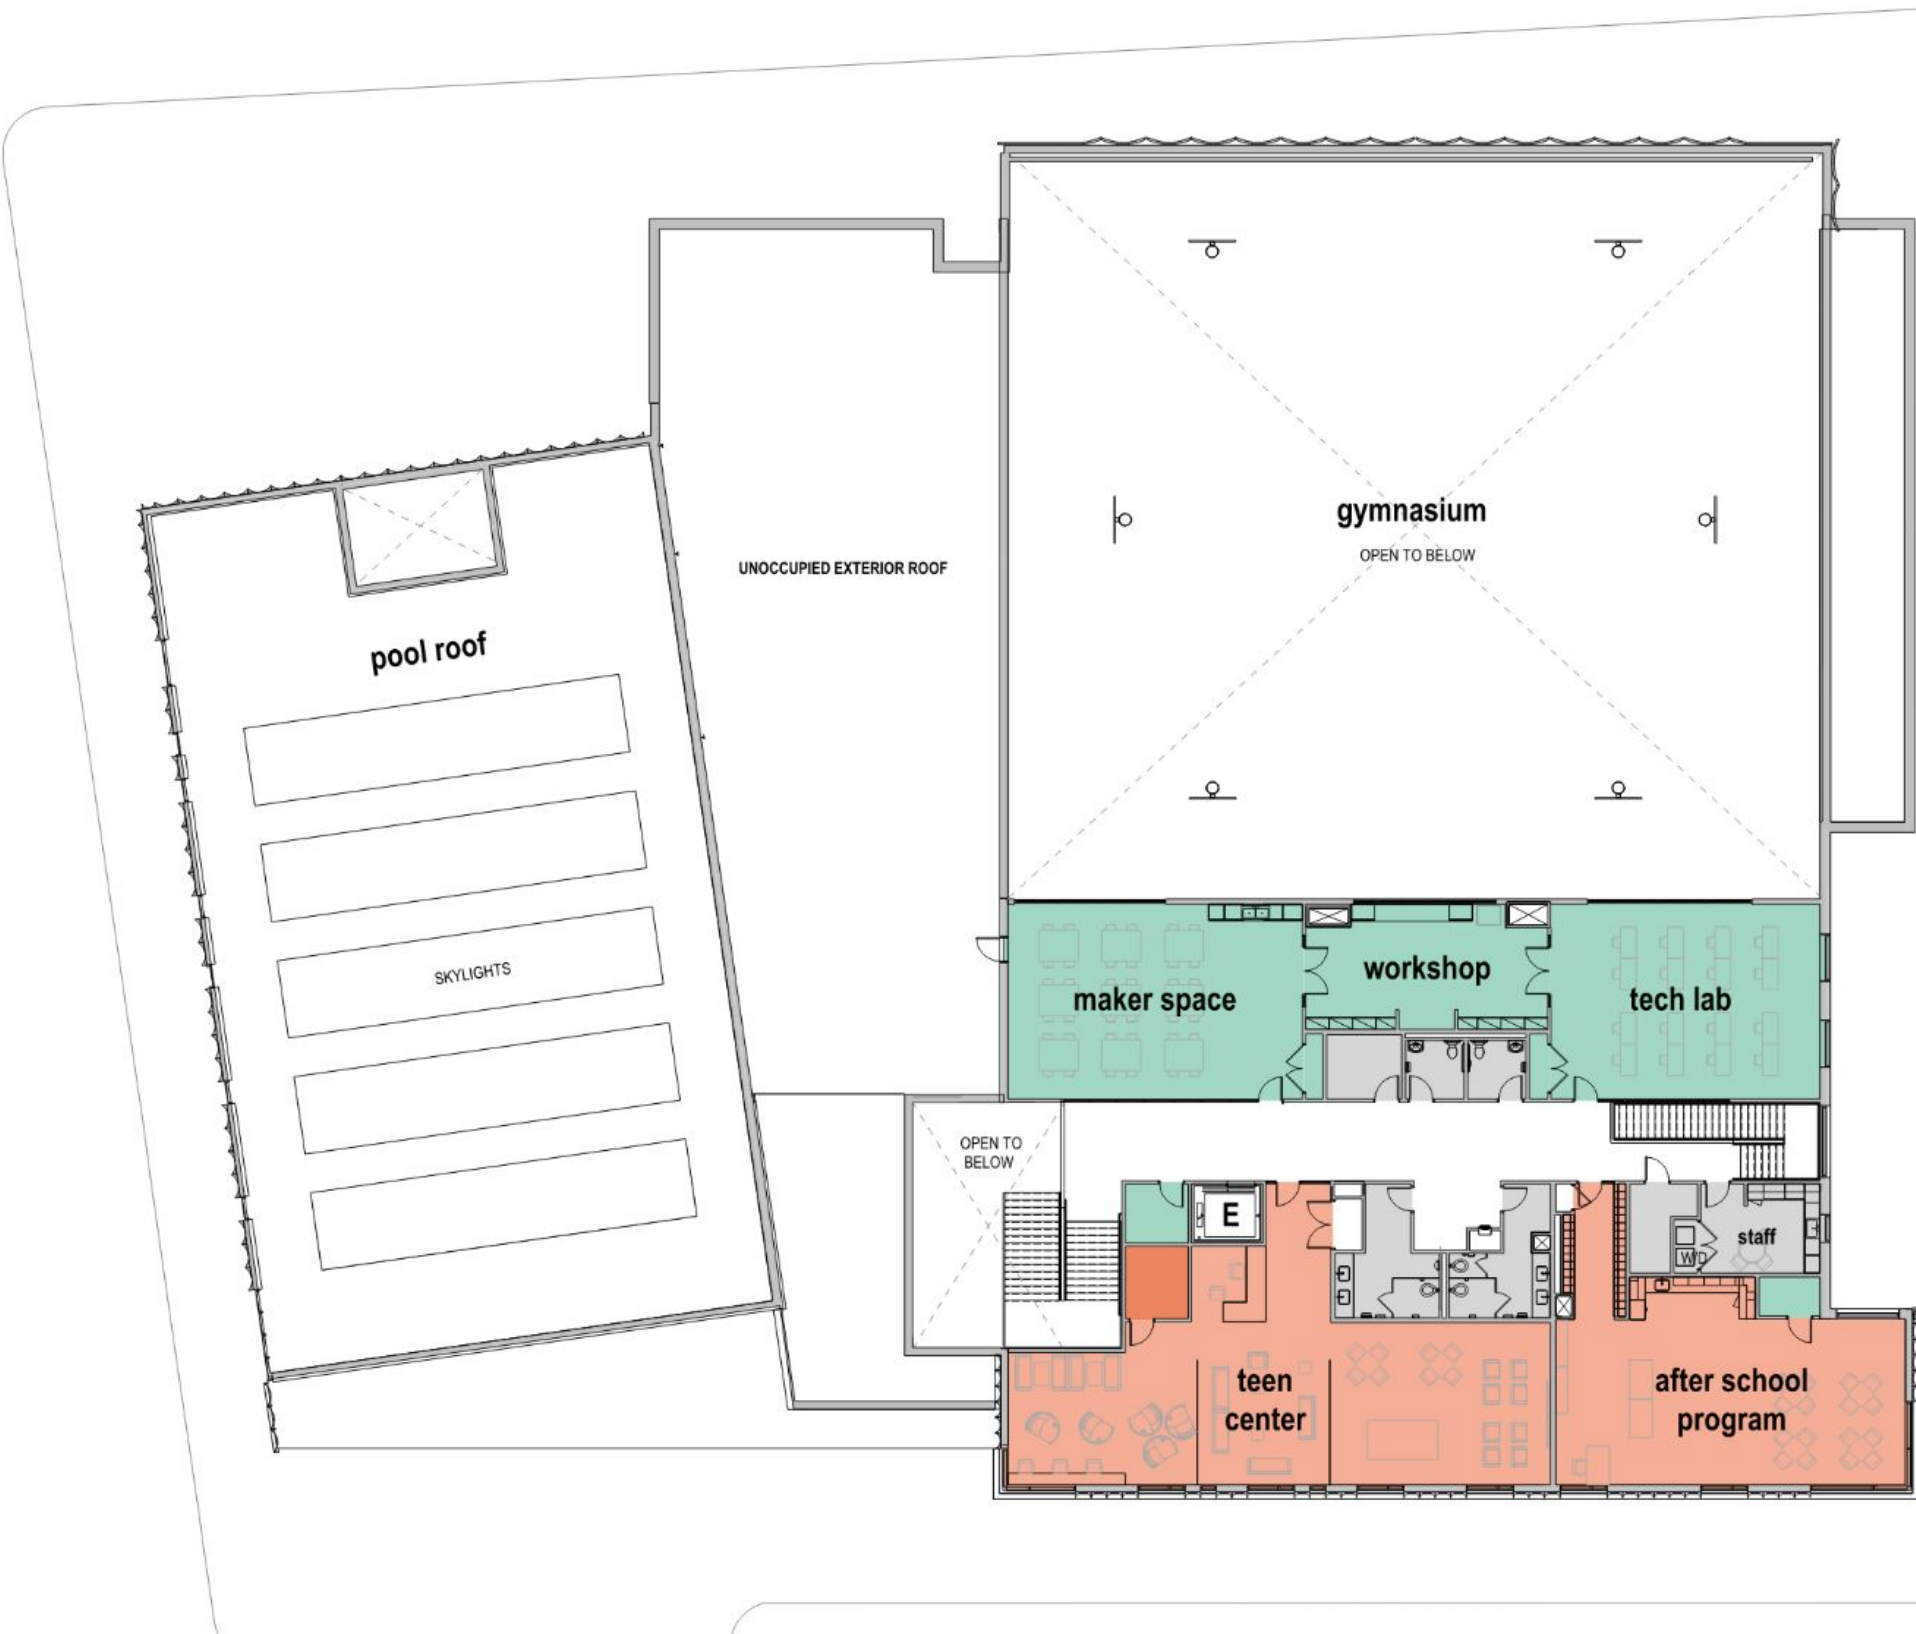 gymnasium
OPEN TO BELOW
UNOCCUPIED EXTERIOR ROOF
pool roof
SKYLIGHTS
maker space
workshop
tech lab
OPEN TO
BELOW
E
staff
W
D
teen
center
after school
program